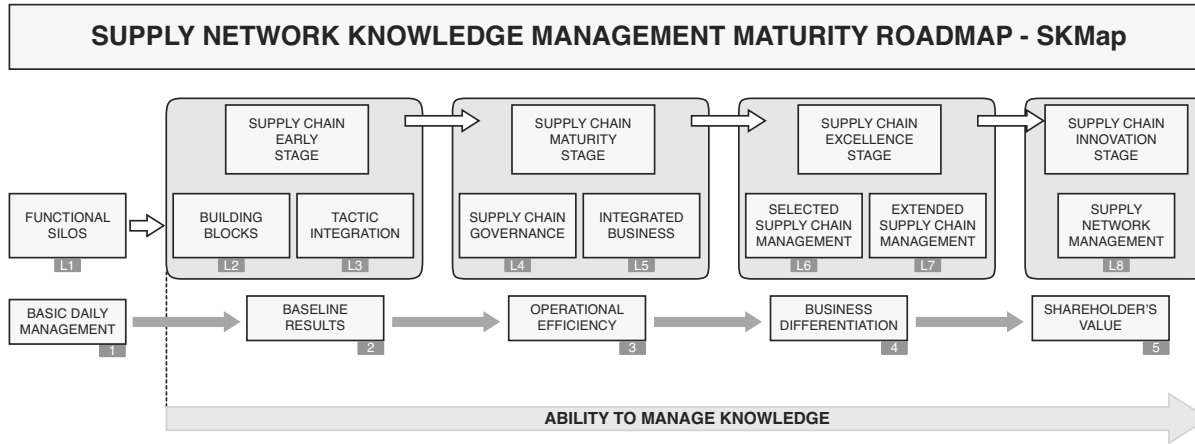 SUPPLY NETWORK KNOWLEDGE MANAGEMENT MATURITY ROADMAP - SKMap
SUPPLY CHAIN
EARLY
STAGE
SUPPLY CHAIN
MATURITY
STAGE
SUPPLY CHAIN
EXCELLENCE
STAGE
SUPPLY CHAIN
INNOVATION
STAGE
FUNCTIONAL
SILOS
L1
BUILDING
BLOCKS
L2
TACTIC
INTEGRATION
L3
SUPPLY CHAIN
GOVERNANCE
L4
INTEGRATED
BUSINESS
L5
SELECTED
SUPPLY CHAIN
MANAGEMENT
L6
EXTENDED
SUPPLY CHAIN
MANAGEMENT
L7
SUPPLY
NETWORK
MANAGEMENT
L8
BASIC DAILY
MANAGEMENT
1
BASELINE
RESULTS
2
OPERATIONAL
EFFICIENCY
3
BUSINESS
DIFFERENTIATION
4
SHAREHOLDER'S
VALUE
5
ABILITY TO MANAGE KNOWLEDGE